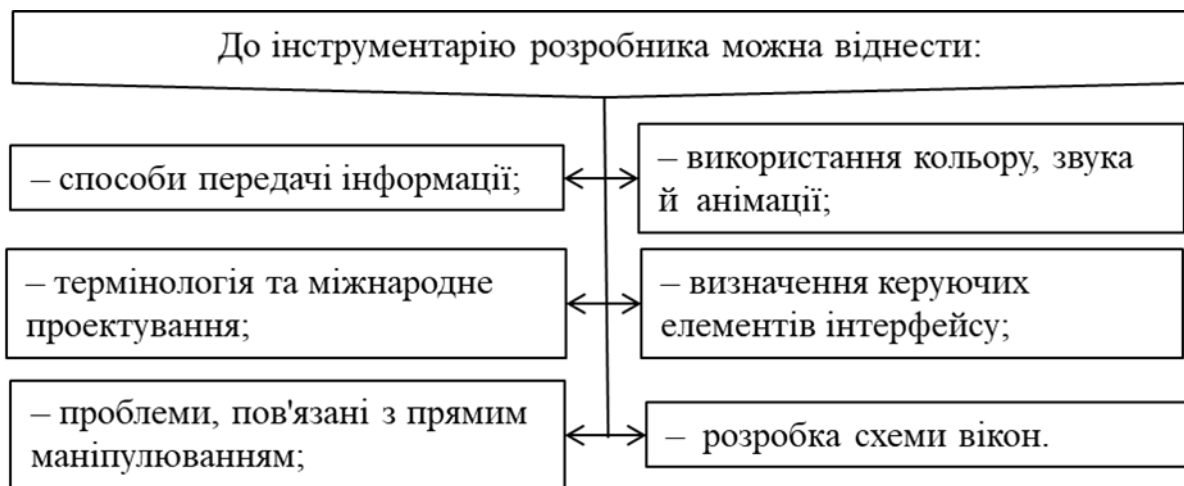 До інструментарію розробника можна віднести:
– способи передачі інформації;
– використання кольору, звука
й анімації;
– термінологія та міжнародне
проектування;
– визначення керуючих
елементів інтерфейсу;
– проблеми, пов'язані з прямим
маніпулюванням;
– розробка схеми вікон.